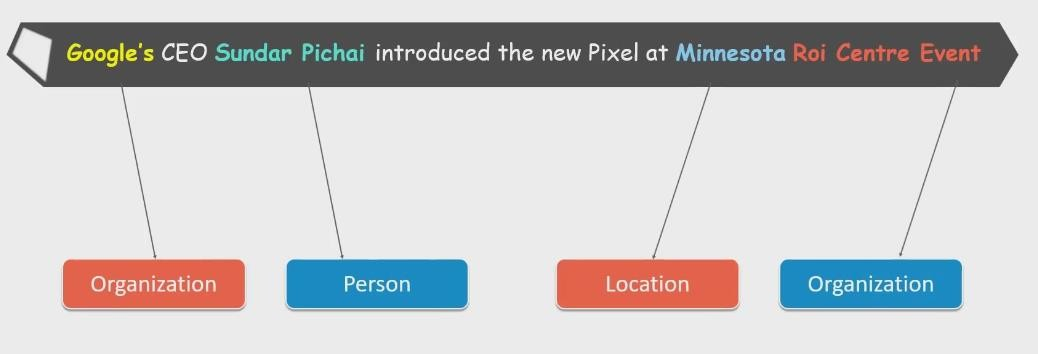 Google's CEO Sundar Pichai introduced the new Pixel at Minnesota Roi Centre Event
Organization Person Location Organization